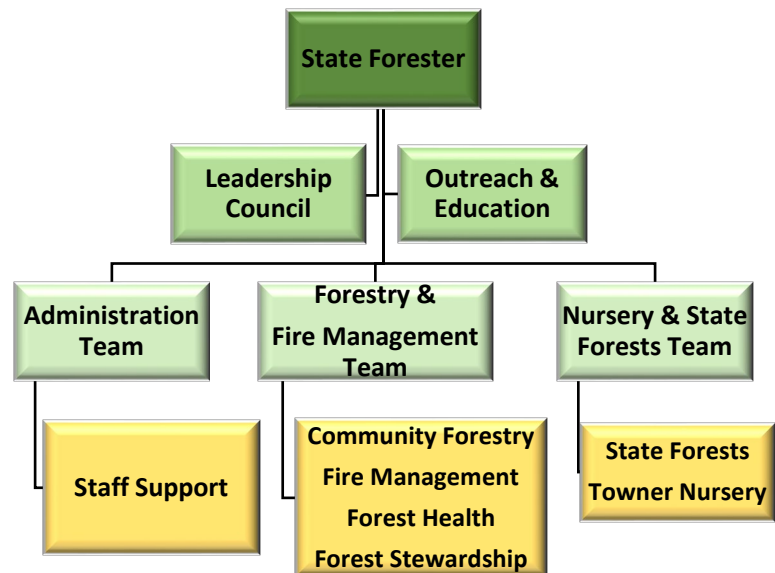 State Forester
Leadership
Council
Outreach &
Education
Administration
Team
Forestry &
Fire Management
Team
Nursery & State
Forests Team
Staff Support
Community Forestry
Fire Management
Forest Health
Forest Stewardship
State Forests
Towner Nursery